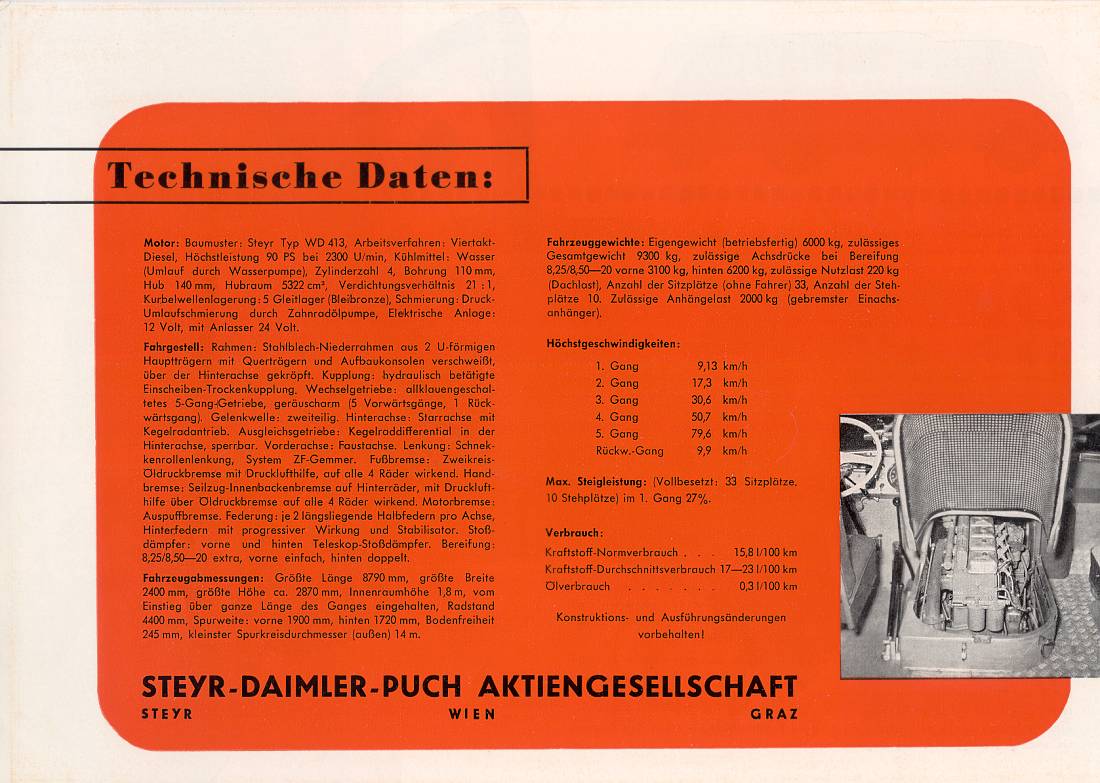 Technische Daten:
Motor: Baumuster: Steyr Typ WD 413, Arbeitsverfahren: Viertakt-
Diesel, Höchstleistung 90 PS bei 2300 U/min, Kühlmittel: Wasser
(Umlauf durch Wasserpumpe), Zylinderzahl 4, Bohrung 110 mm,
Hub 140 mm, Hubraum 5322 cm³, Verdichtungsverhältnis 21 : 1,
Kurbelwellenlagerung: 5 Gleitlager (Bleibronze), Schmierung: Druck-
Umlaufschmierung durch Zahnradölpumpe, Elektrische Anlage:
12 Volt, mit Anlasser 24 Volt.
Fahrgestell: Rahmen: Stahlblech-Niederrahmen aus 2 U-förmigen
Hauptträgern mit Querträgern und Aufbaukonsolen verschweißt,
über der Hinterachse gekröpft. Kupplung: hydraulisch betätigte
Einscheiben-Trockenkupplung. Wechselgetriebe: allklauengeschal-
tetes 5-Gang-Getriebe, geräuscharm (5 Vorwärtsgänge, 1 Rück-
wärtsgang). Gelenkwelle: zweiteilig. Hinterachse: Starrachse mit
Kegelradantrieb. Ausgleichsgetriebe: Kegelraddifferential in der
Hinterachse, sperrbar. Vorderachse: Faustachse. Lenkung: Schnek-
kenrollenlenkung, System ZF-Gemmer. Fußbremse: Zweikreis-
Öldruckbremse mit Drucklufthilfe, auf alle 4 Räder wirkend. Hand-
bremse: Seilzug-Innenbackenbremse auf Hinterräder, mit Druckluft-
hilfe über Öldruckbremse auf alle 4 Räder wirkend. Motorbremse:
Auspuffbremse. Federung: je 2 längsliegende Halbfedern pro Achse,
Hinterfedern mit progressiver Wirkung und Stabilisator. Stoß-
dämpfer: vorne und hinten Teleskop-Stoßdämpfer. Bereifung:
8,25/8,50—20 extra, vorne einfach, hinten doppelt.
Fahrzeugabmessungen: Größte Länge 8790 mm, größte Breite
2400 mm, größte Höhe ca. 2870 mm, Innenraumhöhe 1,8 m, vom
Einstieg über ganze Länge des Ganges eingehalten, Radstand
4400 mm, Spurweite: vorne 1900 mm, hinten 1720 mm, Bodenfreiheit
245 mm, kleinster Spurkreisdurchmesser (außen) 14 m.
Fahrzeuggewichte: Eigengewicht (betriebsfertig) 6000 kg, zulässiges
Gesamtgewicht 9300 kg, zulässige Achsdrücke bei Bereifung
8,25/8,50—20 vorne 3100 kg, hinten 6200 kg, zulässige Nutzlast 220 kg
(Dachlast), Anzahl der Sitzplätze (ohne Fahrer) 33, Anzahl der Steh-
plätze 10. Zulässige Anhängelast 2000 kg (gebremster Einachs-
anhänger).
Höchstgeschwindigkeiten:
1. Gang 9,13 km/h
2. Gang 17,3 km/h
3. Gang 30,6 km/h
4. Gang 50,7 km/h
5. Gang 79,6 km/h
Rückw.-Gang 9,9 km/h
Max. Steigleistung: (Vollbesetzt: 33 Sitzplätze,
10 Stehplätze) im 1. Gang 27%.
Verbrauch:
Kraftstoff-Normverbrauch . . . 15,8 l/100 km
Kraftstoff-Durchschnittsverbrauch 17—23 l/100 km
Ölverbrauch . . . . . . . 0,3 l/100 km
Konstruktions- und Ausführungsänderungen
vorbehalten!
STEYR-DAIMLER-PUCH AKTIENGESELLSCHAFT
STEYR WIEN GRAZ